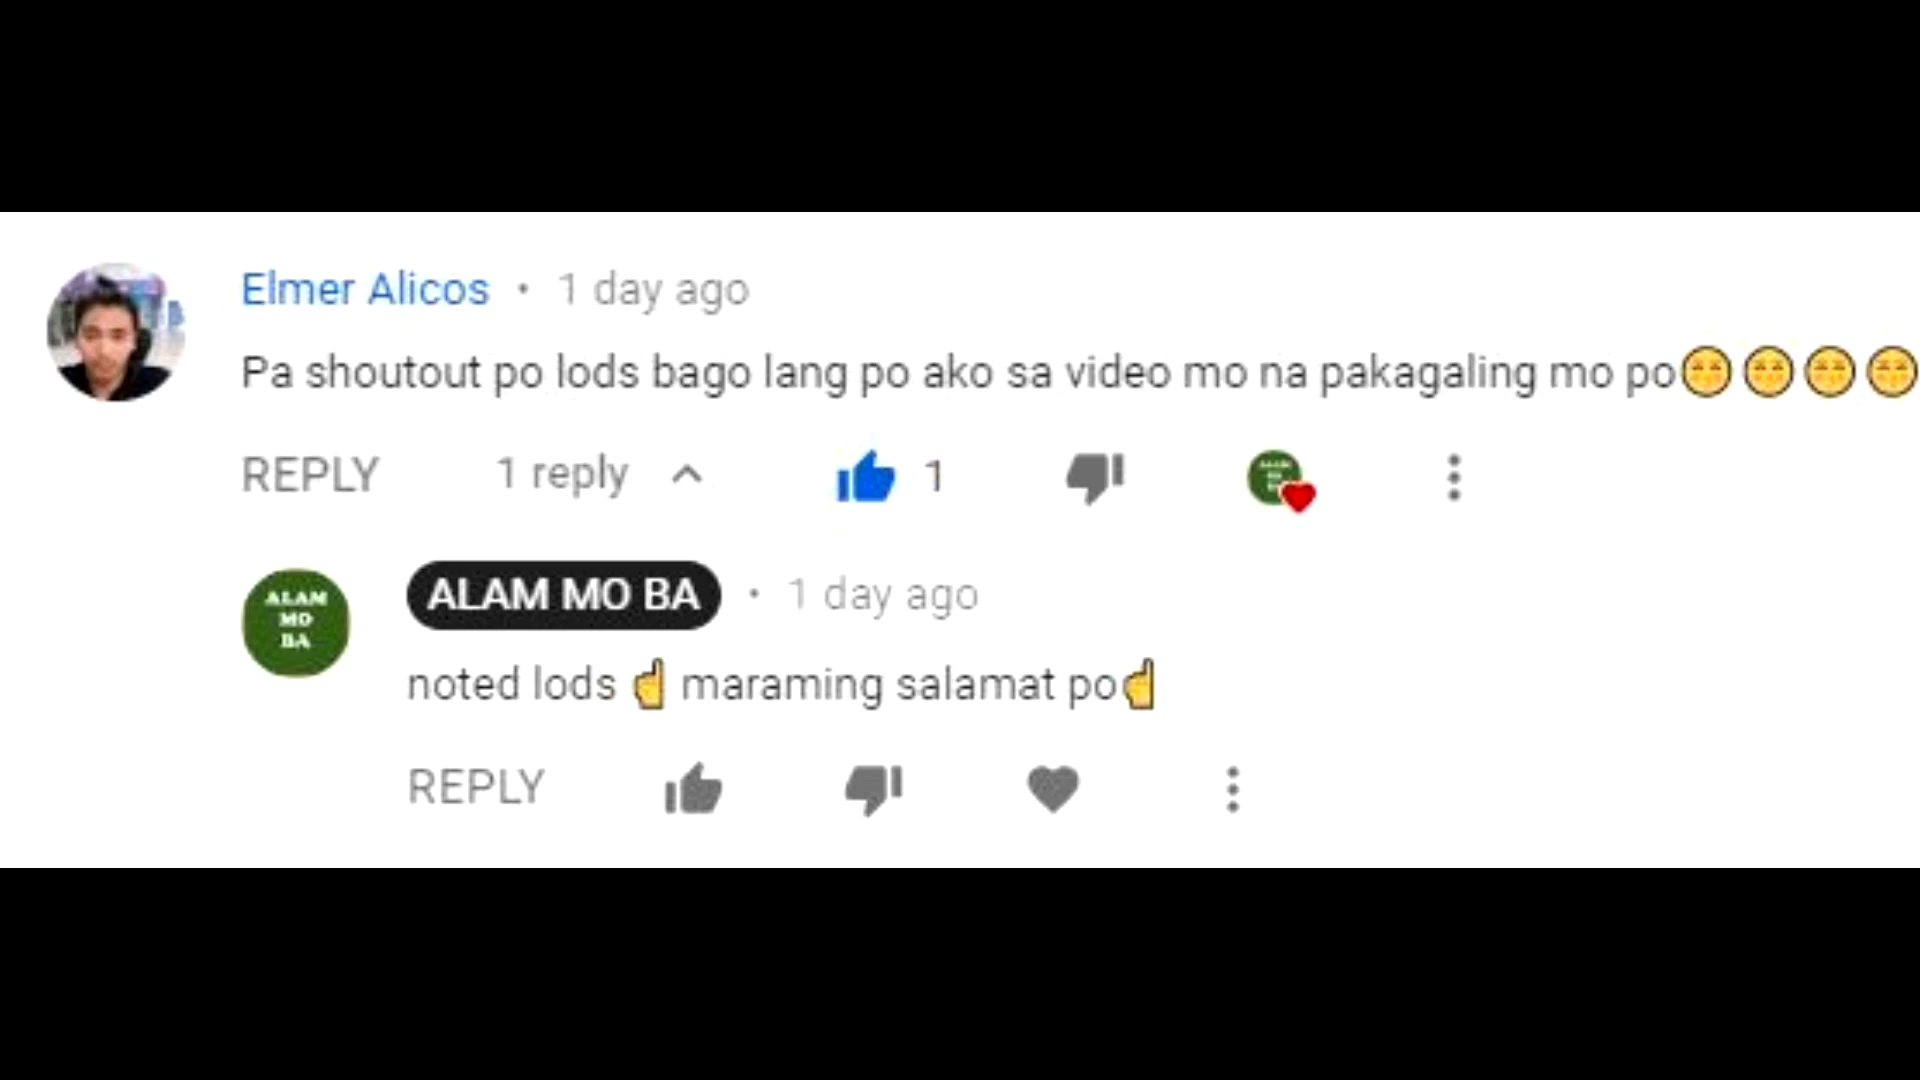 Elmer Alicos • 1 day ago
Pa shoutout po lods bago lang po ako sa video mo na pakagaling mo po😁😁😁😁
REPLY 1 reply 1
ALAM MO BA
ALAM MO BA • 1 day ago
noted lods ☝ maraming salamat po☝
REPLY